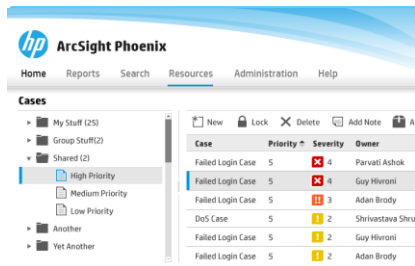 hp ArcSight Phoenix
Home Reports Search Resources Administration Help
Cases
My Stuff (25)
Group Stuff(2)
Shared (2)
High Priority
Medium Priority
Low Priority
Another
Yet Another
New Lock Delete Add Note A
Case Priority Severity Owner
Failed Login Case 5 4 Parvati Ashok
Failed Login Case 5 4 Guy Hivroni
Failed Login Case 5 !! 3 Adan Brody
DoS Case 5 ! 2 Shrivastava Shru
Failed Login Case 5 ! 2 Guy Hivroni
Failed Login Case 5 ! 2 Adan Brody